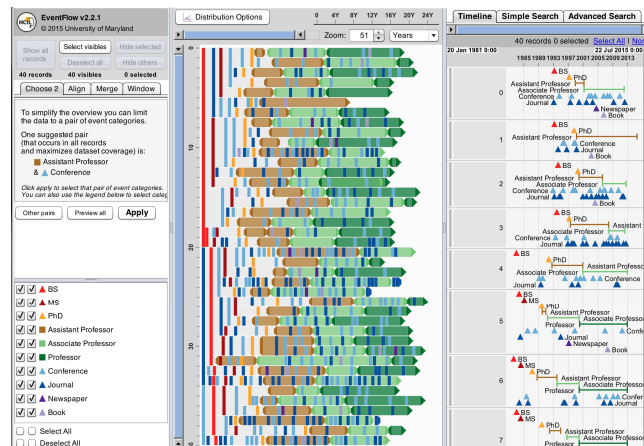 EventFlow v2.2.1
© 2015 University of Maryland
HCIL
Show all records
Select visibles
Hide selected
Deselect all
Hide others
40 records
40 visibles
0 selected
Choose 2
Align
Merge
Window
To simplify the overview you can limit
the data to a pair of event categories.
One suggested pair
(that occurs in all records
and maximizes dataset coverage) is:
Assistant Professor
& Conference
Click apply to select that pair of event categories.
You can also use the legend below to select categ
Other pairs
Preview all
Apply
BS
MS
PhD
Assistant Professor
Associate Professor
Professor
Conference
Journal
Newspaper
Book
Select All
Deselect All
Distribution Options
0 4Y 8Y 12Y 16Y 20Y 24Y
Zoom: 51 Years
0
10
20
30
Timeline
Simple Search
Advanced Search
40 records 0 selected Select All | Non
20 Jan 1981 0:00
22 Jul 2015 0:00
1985 1989 1993 1997 2001 2005 2009 2013
0
BS
PhD
Assistant Professor
Associate Professor
Conference
Journal
Newspaper
Book
1
BS
PhD
Assistant Professor
Conference
Journal
Book
2
BS
PhD
Assistant Professor
Associate Professor
Conference
Journal
Book
3
BS
PhD
Assistant
Associate Professor
Conference
Journal
4
BS
PhD
Assistant Professor
Associate Professor
Conference
Journal
5
BS
MS
PhD
Assistant Professor
Associate Professor
Professor
Confe
Journal
Newspaper
Book
6
BS
MS
PhD
Assistant Professor
Associate Professo
Professor
Confer
Journal
7
BS
MS
PhD
Assistant Professor
Associate Professor
Professor